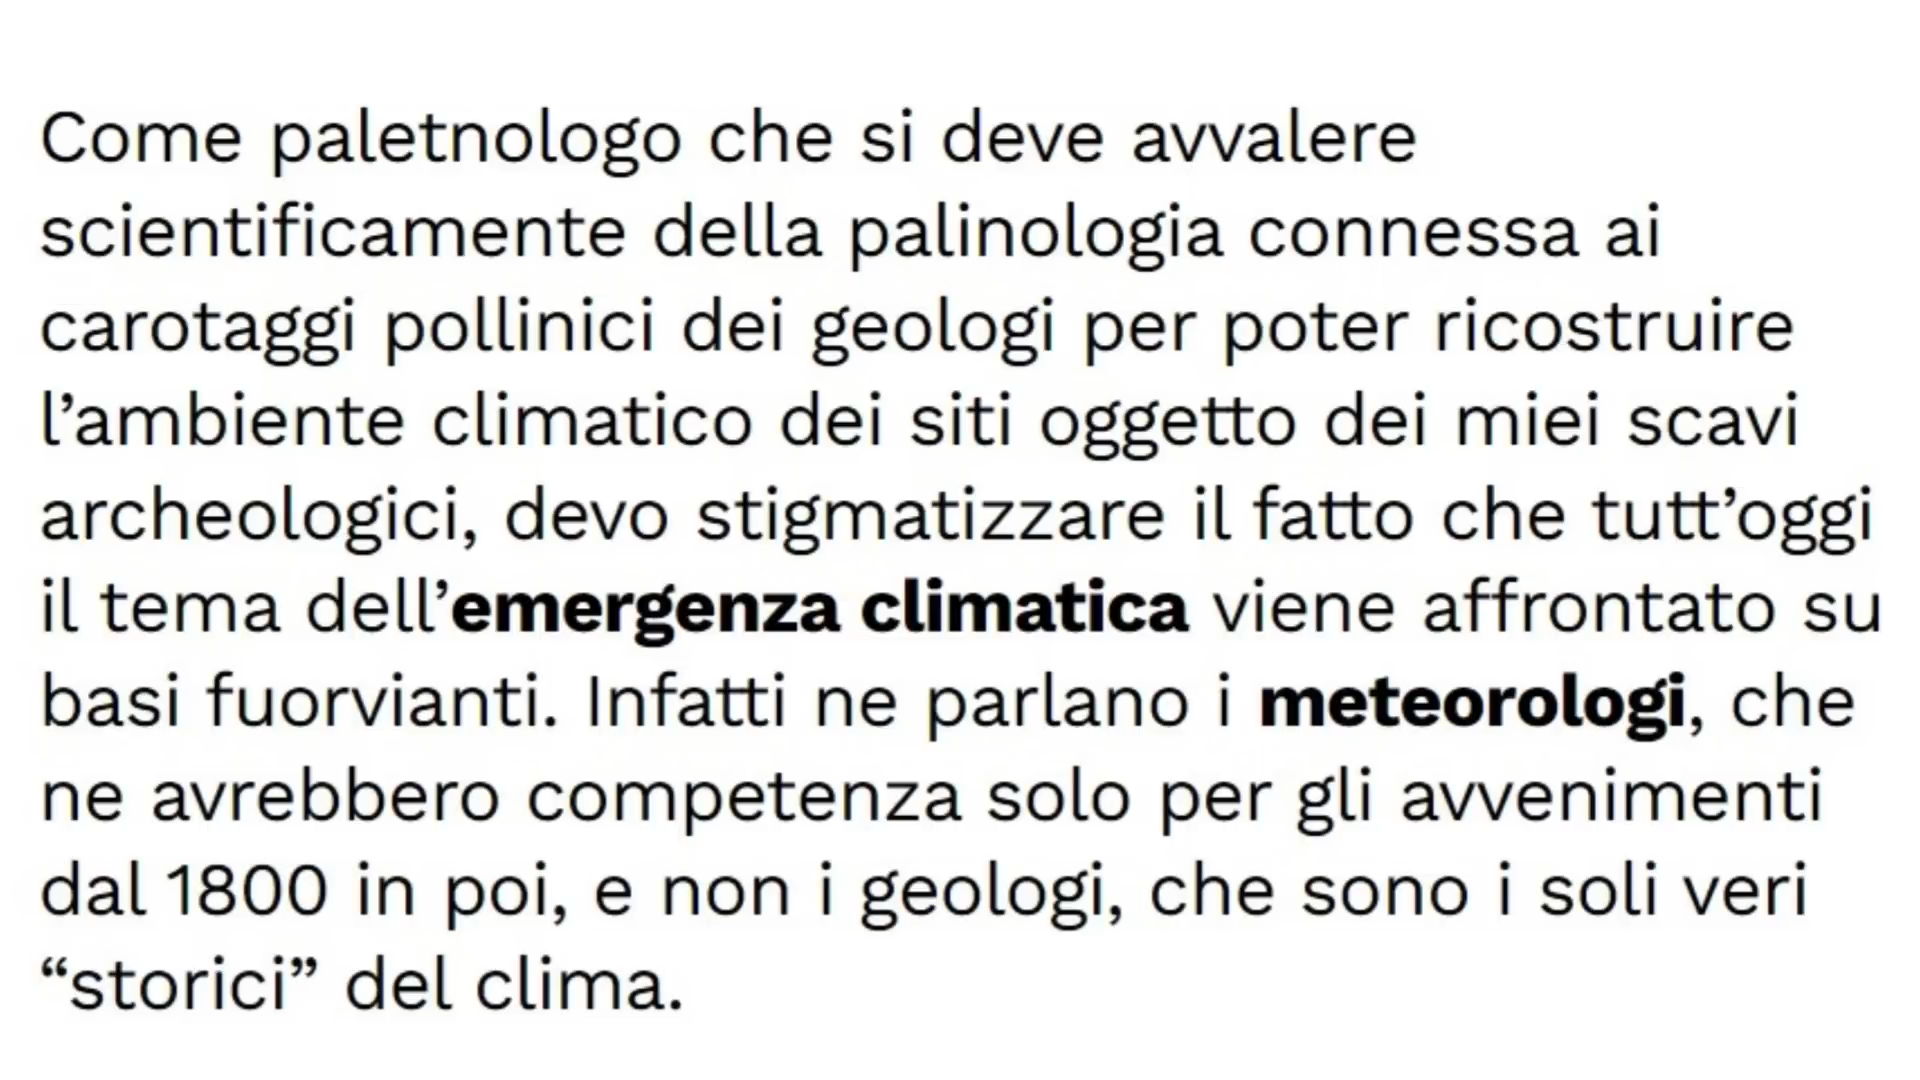 Come paletnologo che si deve avvalere
scientificamente della palinologia connessa ai
carotaggi pollinici dei geologi per poter ricostruire
l’ambiente climatico dei siti oggetto dei miei scavi
archeologici, devo stigmatizzare il fatto che tutt’oggi
il tema dell’emergenza climatica viene affrontato su
basi fuorvianti. Infatti ne parlano i meteorologi, che
ne avrebbero competenza solo per gli avvenimenti
dal 1800 in poi, e non i geologi, che sono i soli veri
“storici” del clima.